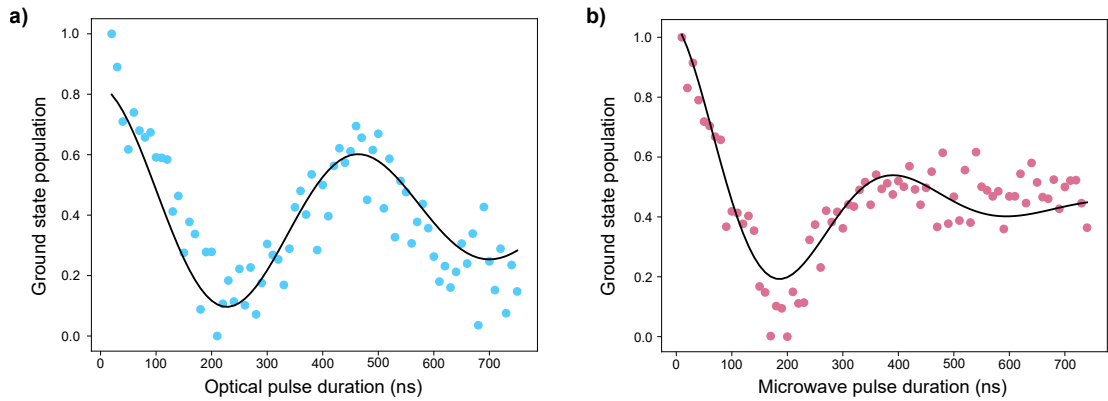 a)
Ground state population
1.0
0.8
0.6
0.4
0.2
0.0
0 100 200 300 400 500 600 700
Optical pulse duration (ns)
b)
Ground state population
1.0
0.8
0.6
0.4
0.2
0.0
0 100 200 300 400 500 600 700
Microwave pulse duration (ns)